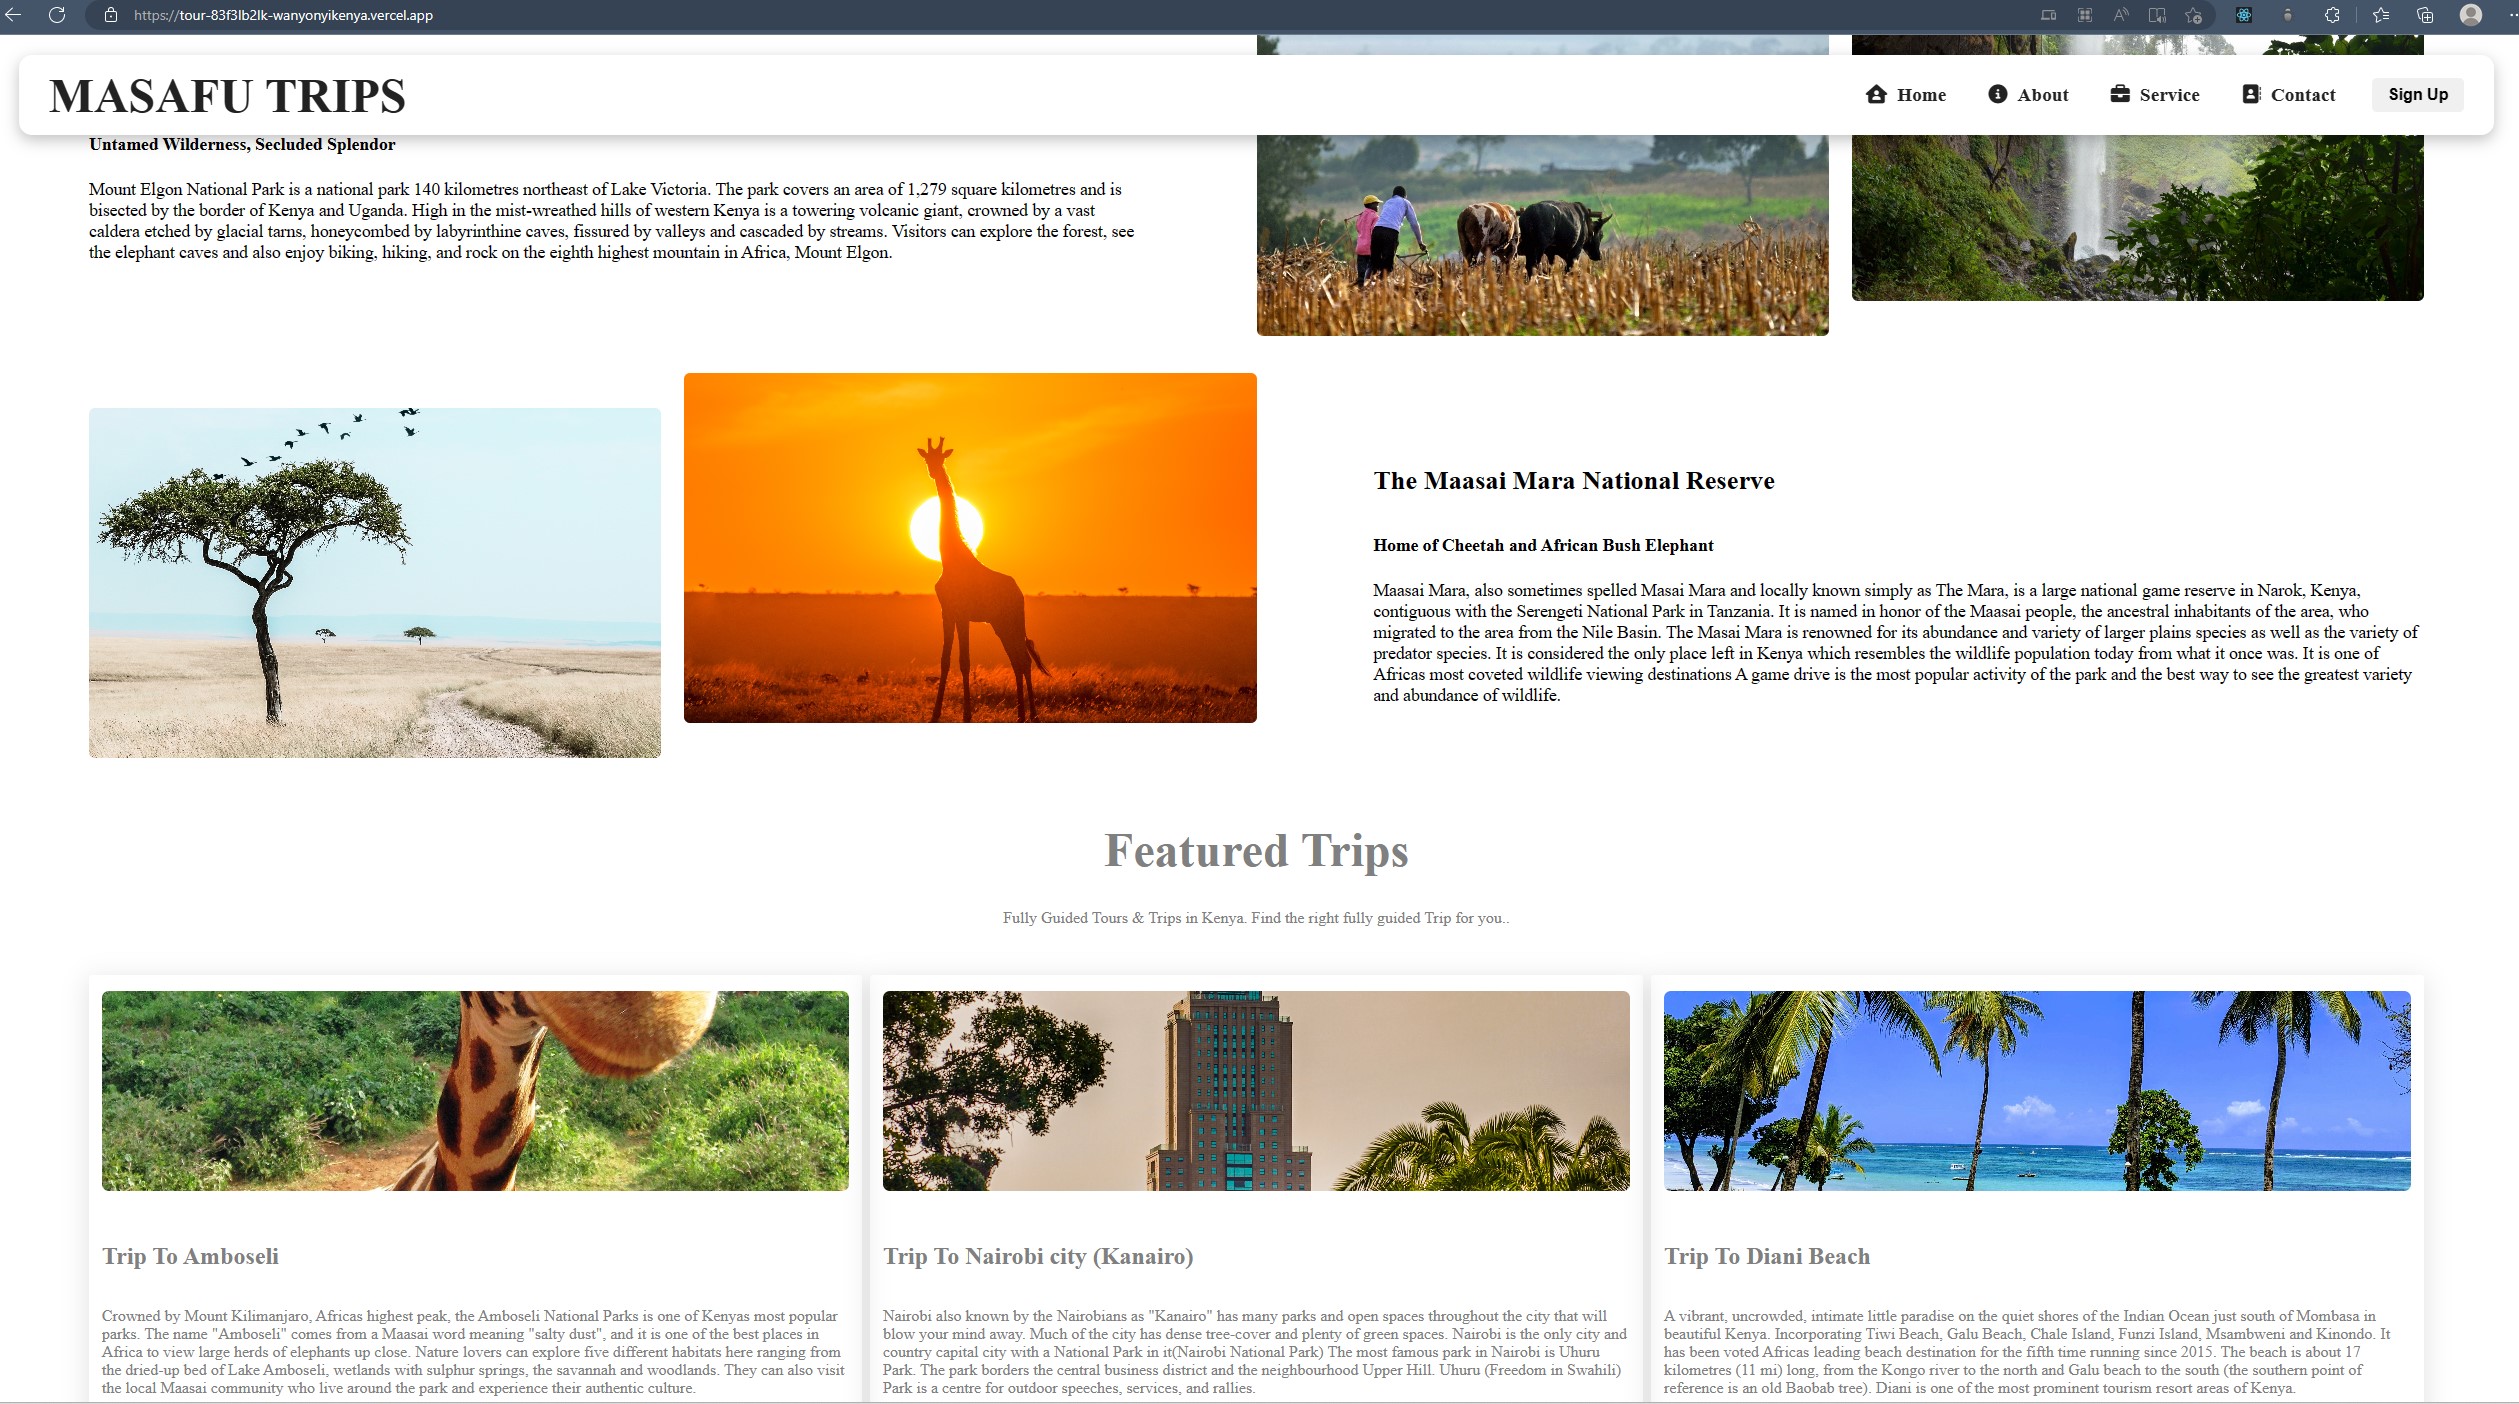 https://tour-83f3lb2lk-wanyonyikenya.vercel.app
MASAFU TRIPS
Home
About
Service
Contact
Sign Up
Untamed Wilderness, Secluded Splendor
Mount Elgon National Park is a national park 140 kilometres northeast of Lake Victoria. The park covers an area of 1,279 square kilometres and is
bisected by the border of Kenya and Uganda. High in the mist-wreathed hills of western Kenya is a towering volcanic giant, crowned by a vast
caldera etched by glacial tarns, honeycombed by labyrinthine caves, fissured by valleys and cascaded by streams. Visitors can explore the forest, see
the elephant caves and also enjoy biking, hiking, and rock on the eighth highest mountain in Africa, Mount Elgon.
The Maasai Mara National Reserve
Home of Cheetah and African Bush Elephant
Maasai Mara, also sometimes spelled Masai Mara and locally known simply as The Mara, is a large national game reserve in Narok, Kenya,
contiguous with the Serengeti National Park in Tanzania. It is named in honor of the Maasai people, the ancestral inhabitants of the area, who
migrated to the area from the Nile Basin. The Masai Mara is renowned for its abundance and variety of larger plains species as well as the variety of
predator species. It is considered the only place left in Kenya which resembles the wildlife population today from what it once was. It is one of
Africas most coveted wildlife viewing destinations A game drive is the most popular activity of the park and the best way to see the greatest variety
and abundance of wildlife.
Featured Trips
Fully Guided Tours & Trips in Kenya. Find the right fully guided Trip for you..
Trip To Amboseli
Crowned by Mount Kilimanjaro, Africas highest peak, the Amboseli National Parks is one of Kenyas most popular
parks. The name "Amboseli" comes from a Maasai word meaning "salty dust", and it is one of the best places in
Africa to view large herds of elephants up close. Nature lovers can explore five different habitats here ranging from
the dried-up bed of Lake Amboseli, wetlands with sulphur springs, the savannah and woodlands. They can also visit
the local Maasai community who live around the park and experience their authentic culture.
Trip To Nairobi city (Kanairo)
Nairobi also known by the Nairobians as "Kanairo" has many parks and open spaces throughout the city that will
blow your mind away. Much of the city has dense tree-cover and plenty of green spaces. Nairobi is the only city and
country capital city with a National Park in it(Nairobi National Park) The most famous park in Nairobi is Uhuru
Park. The park borders the central business district and the neighbourhood Upper Hill. Uhuru (Freedom in Swahili)
Park is a centre for outdoor speeches, services, and rallies.
Trip To Diani Beach
A vibrant, uncrowded, intimate little paradise on the quiet shores of the Indian Ocean just south of Mombasa in
beautiful Kenya. Incorporating Tiwi Beach, Galu Beach, Chale Island, Funzi Island, Msambweni and Kinondo. It
has been voted Africas leading beach destination for the fifth time running since 2015. The beach is about 17
kilometres (11 mi) long, from the Kongo river to the north and Galu beach to the south (the southern point of
reference is an old Baobab tree). Diani is one of the most prominent tourism resort areas of Kenya.